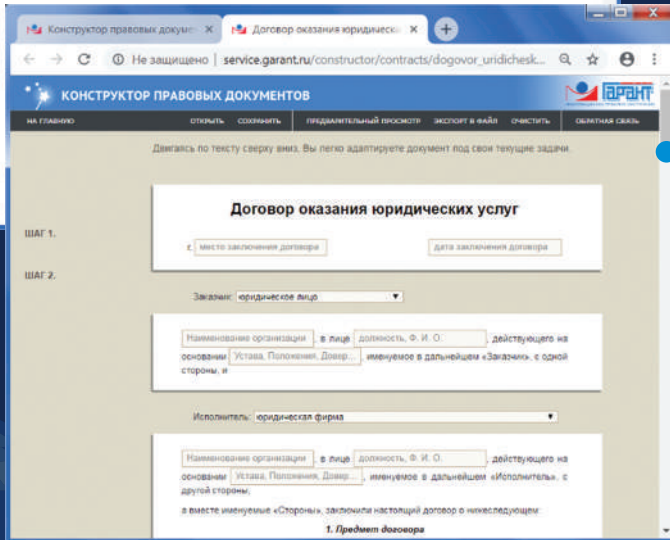 Конструктор правовых докуме
Договор оказания юридически
Не защищено | service.garant.ru/constructor/contracts/dogovor_uridichesk...
КОНСТРУКТОР ПРАВОВЫХ ДОКУМЕНТОВ
ГАРАНТ
НА ГЛАВНУЮ ОТКРЫТЬ СОХРАНИТЬ ПРЕДВАРИТЕЛЬНЫЙ ПРОСМОТР ЭКСПОРТ В ФАЙЛ ОЧИСТИТЬ ОБРАТНАЯ СВЯЗЬ
Двигаясь по тексту сверху вниз, Вы легко адаптируете документ под свои текущие задачи
Договор оказания юридических услуг
ШАГ 1.
г. место заключения договора дата заключения договора
ШАГ 2.
Заказчик: юридическое лицо
Наименование организации , в лице должность, Ф. И. О. , действующего на
основании Устава, Положения, Довер... , именуемое в дальнейшем «Заказчик», с одной
стороны, и
Исполнитель: юридическая фирма
Наименование организации , в лице должность, Ф. И. О. , действующего на
основании Устава, Положения, Довер... , именуемое в дальнейшем «Исполнитель», с
другой стороны,
а вместе именуемые «Стороны», заключили настоящий договор о нижеследующем:
1. Предмет договора